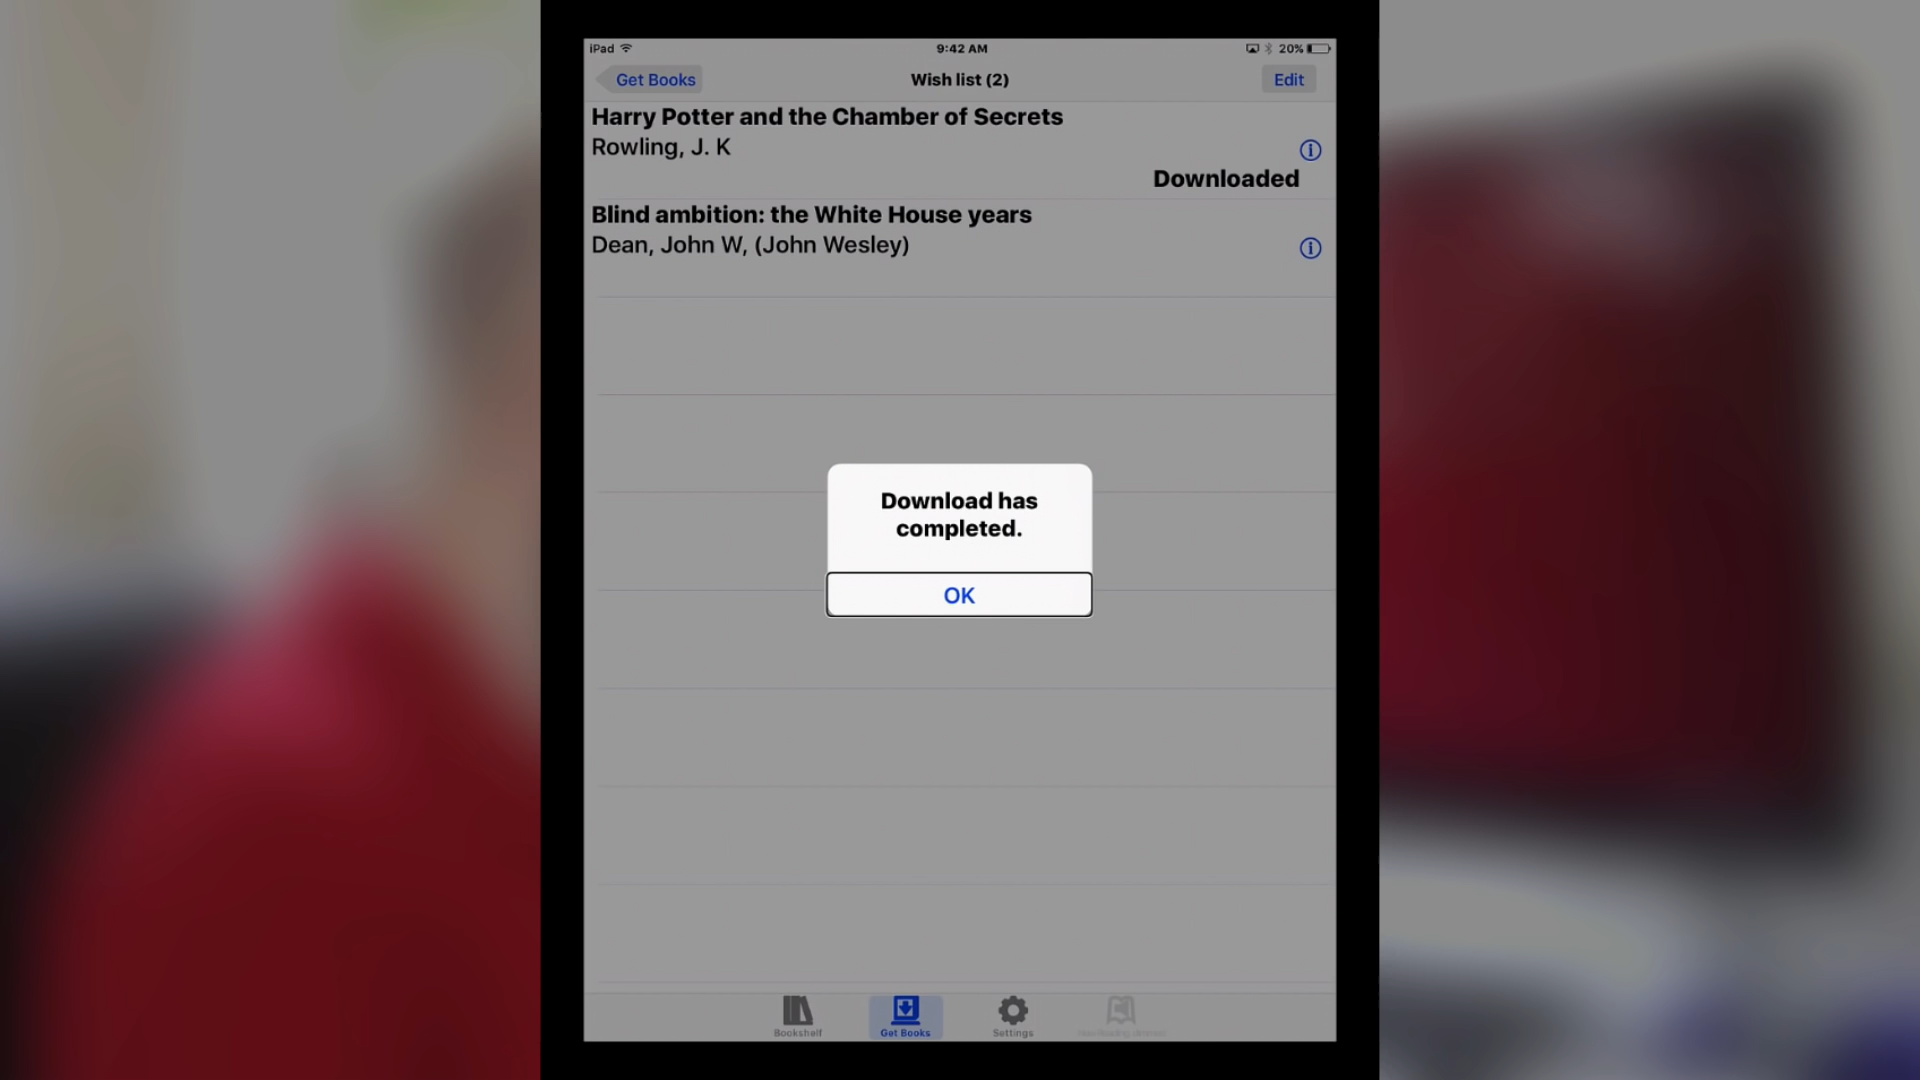 iPad
9:42 AM
20%
Get Books
Wish list (2)
Edit
Harry Potter and the Chamber of Secrets
Rowling, J. K
Downloaded
Blind ambition: the White House years
Dean, John W, (John Wesley)
Download has
completed.
OK
Bookshelf
Get Books
Settings